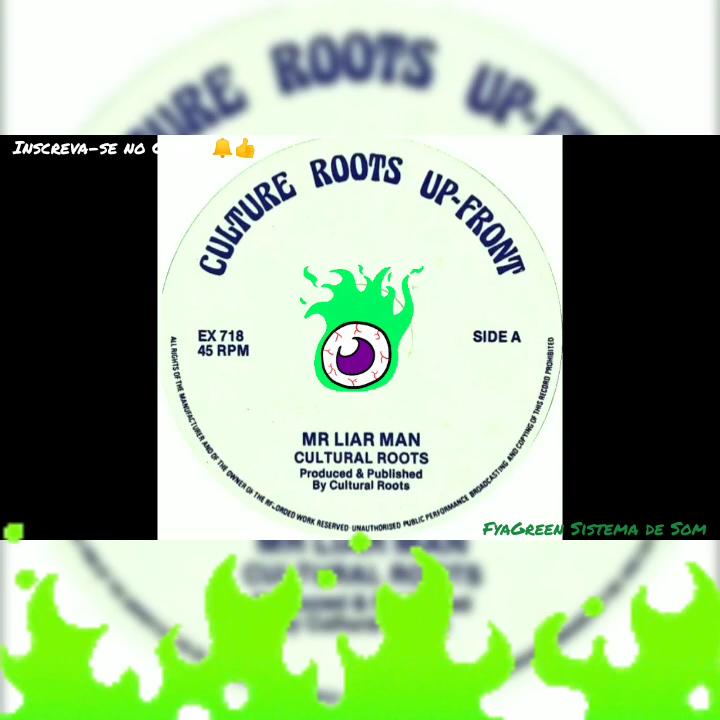 ROOTS UP-F
Inscreva-se no
CULTURE ROOTS UP-FRONT
EX 718
45 RPM
SIDE A
MR LIAR MAN
CULTURAL ROOTS
Produced & Published
By Cultural Roots
ALL RIGHTS OF THE MANUFACTURER AND OF THE OWNER OF THE RECORDED WORK RESERVED UNAUTHORISED PUBLIC PERFORMANCE BROADCASTING AND COPYING OF THIS RECORD PROHIBITED
FyaGreen Sistema de Som